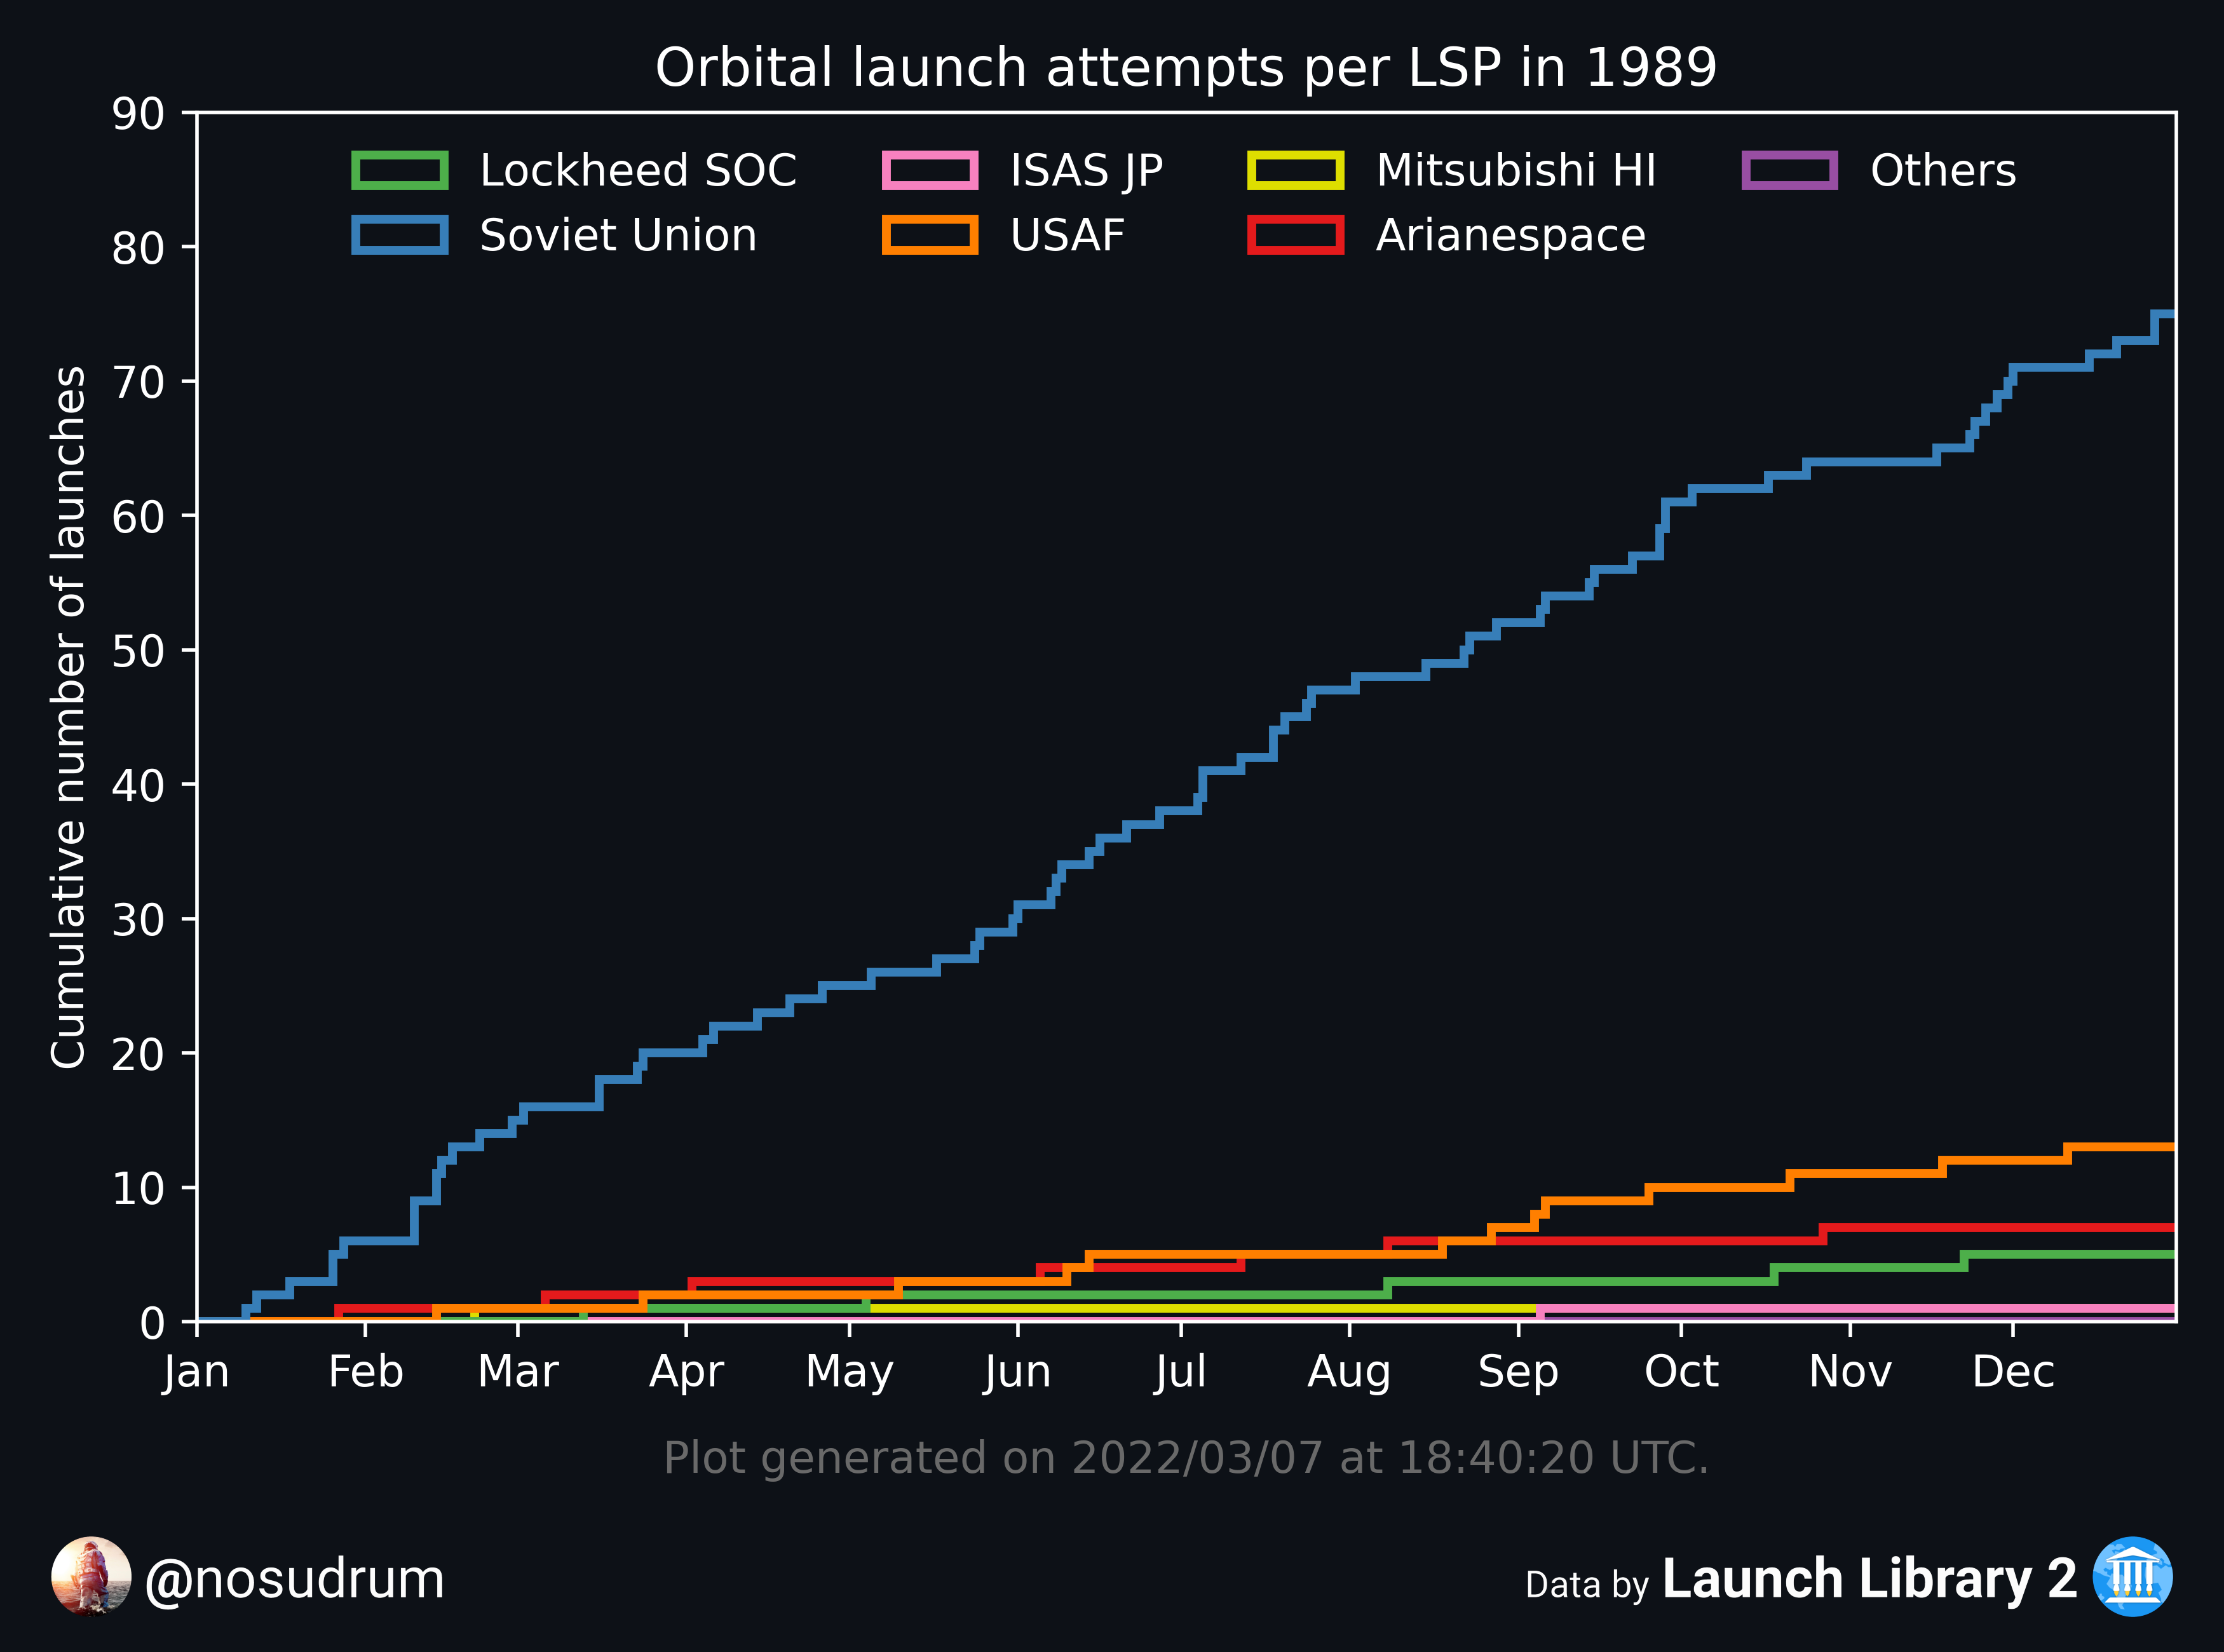 Orbital launch attempts per LSP in 1989
Lockheed SOC
Soviet Union
ISAS JP
USAF
Mitsubishi HI
Arianespace
Others
Cumulative number of launches
90
80
70
60
50
40
30
20
10
0
Jan Feb Mar Apr May Jun Jul Aug Sep Oct Nov Dec
Plot generated on 2022/03/07 at 18:40:20 UTC.
@nosudrum
Data by Launch Library 2